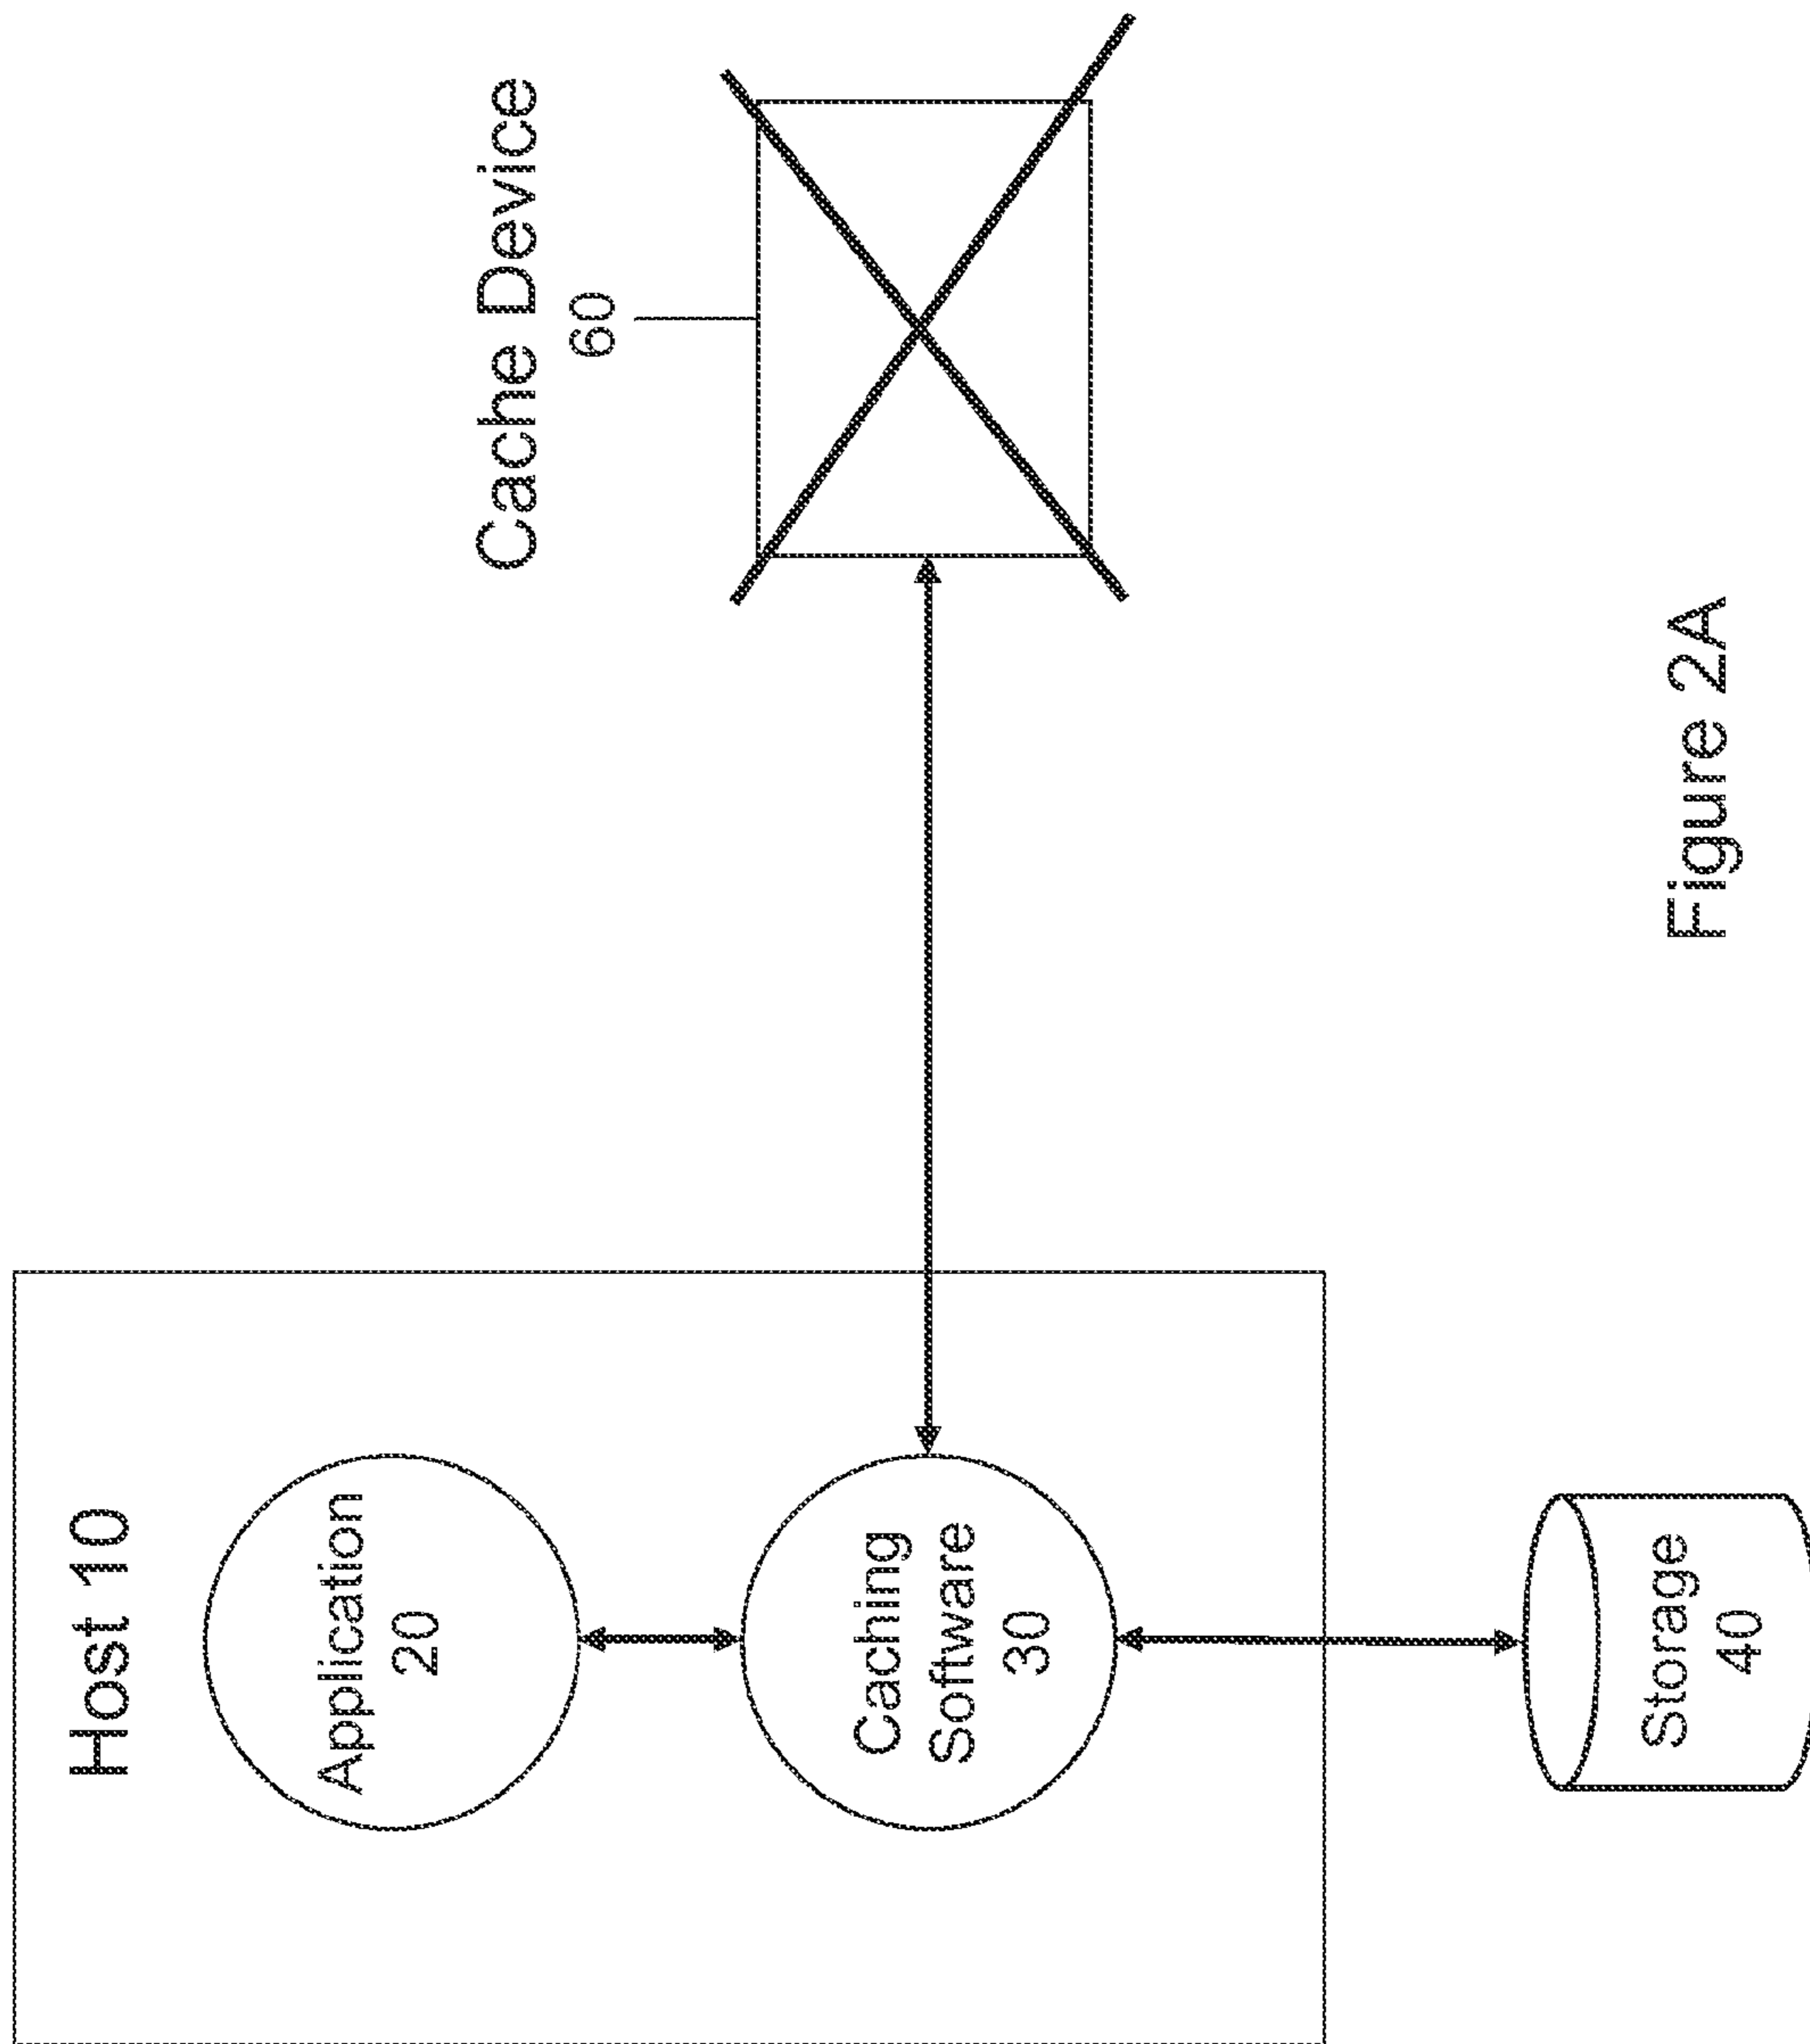 Host 10
Application
20
Caching
Software
30
Storage
40
Cache Device
60
Figure 2A